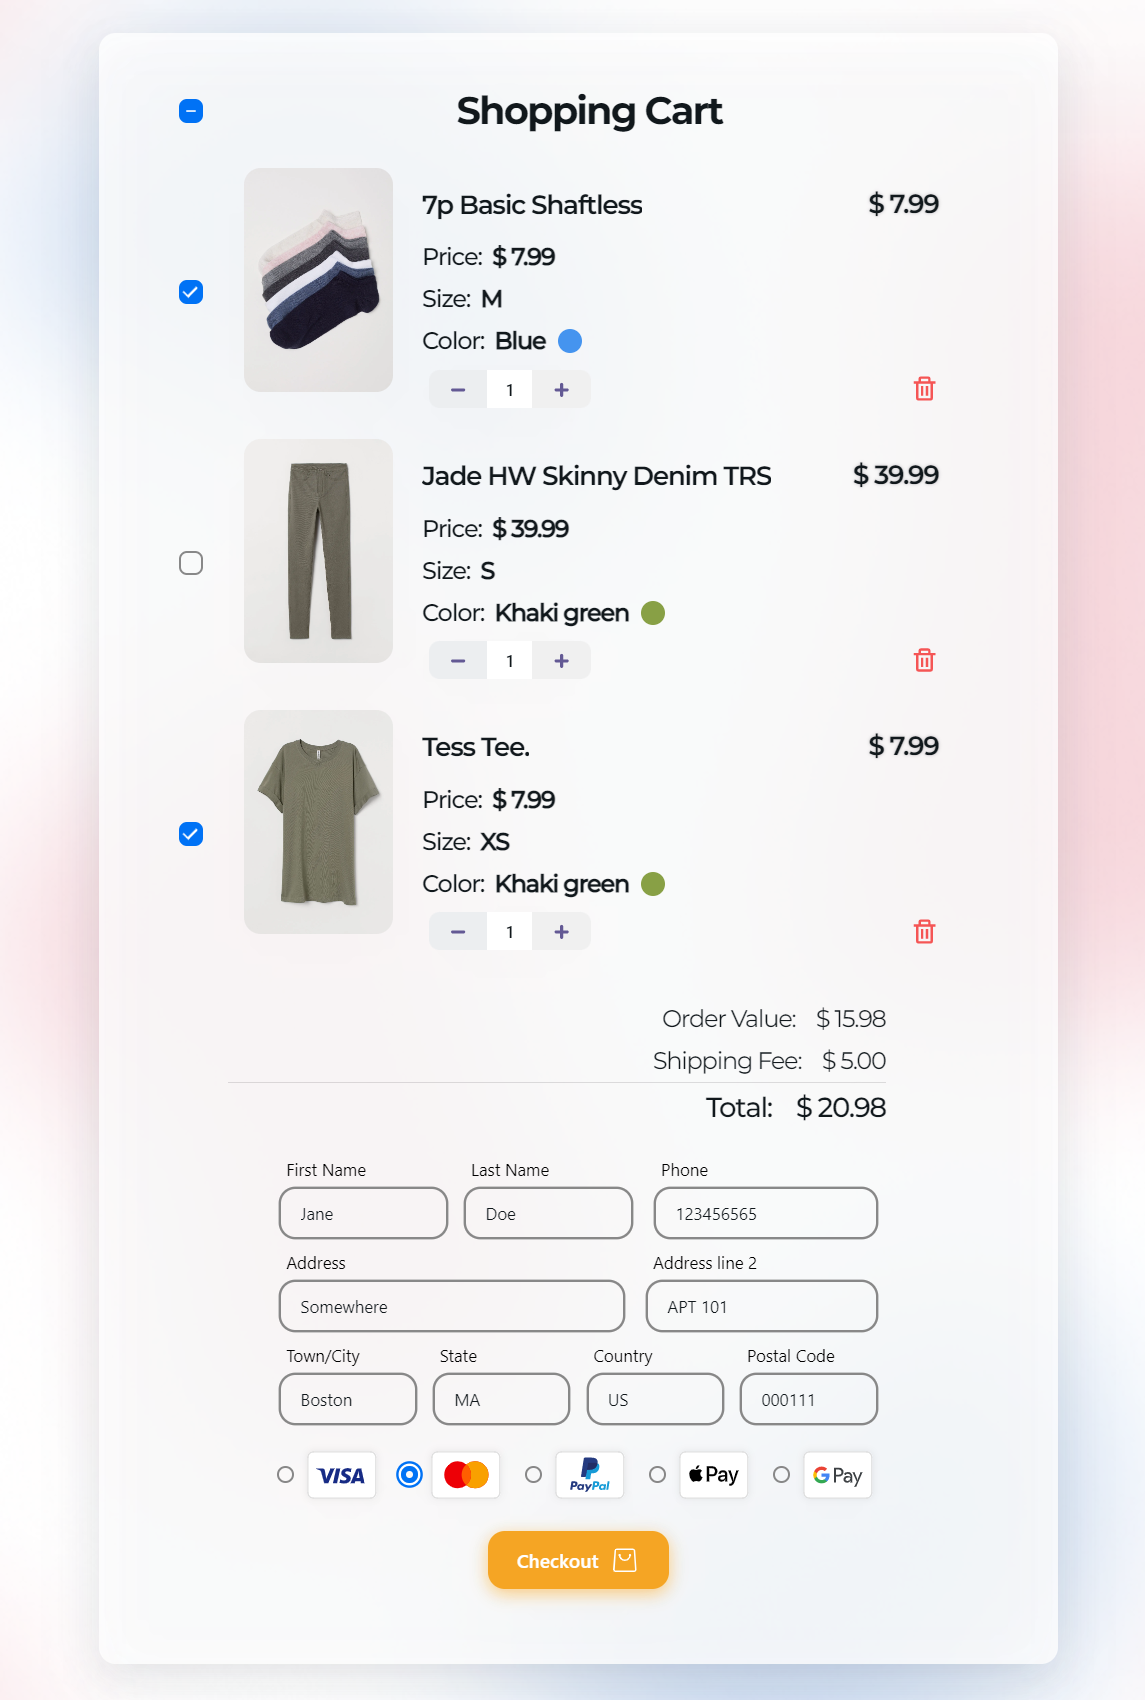 Shopping Cart
7p Basic Shaftless $ 7.99
Price: $ 7.99
Size: M
Color: Blue
− 1 +
Jade HW Skinny Denim TRS $ 39.99
Price: $ 39.99
Size: S
Color: Khaki green
− 1 +
Tess Tee. $ 7.99
Price: $ 7.99
Size: XS
Color: Khaki green
− 1 +
Order Value: $ 15.98
Shipping Fee: $ 5.00
Total: $ 20.98
First Name Last Name Phone
Jane Doe 123456565
Address Address line 2
Somewhere APT 101
Town/City State Country Postal Code
Boston MA US 000111
VISA PayPal Pay G Pay
Checkout